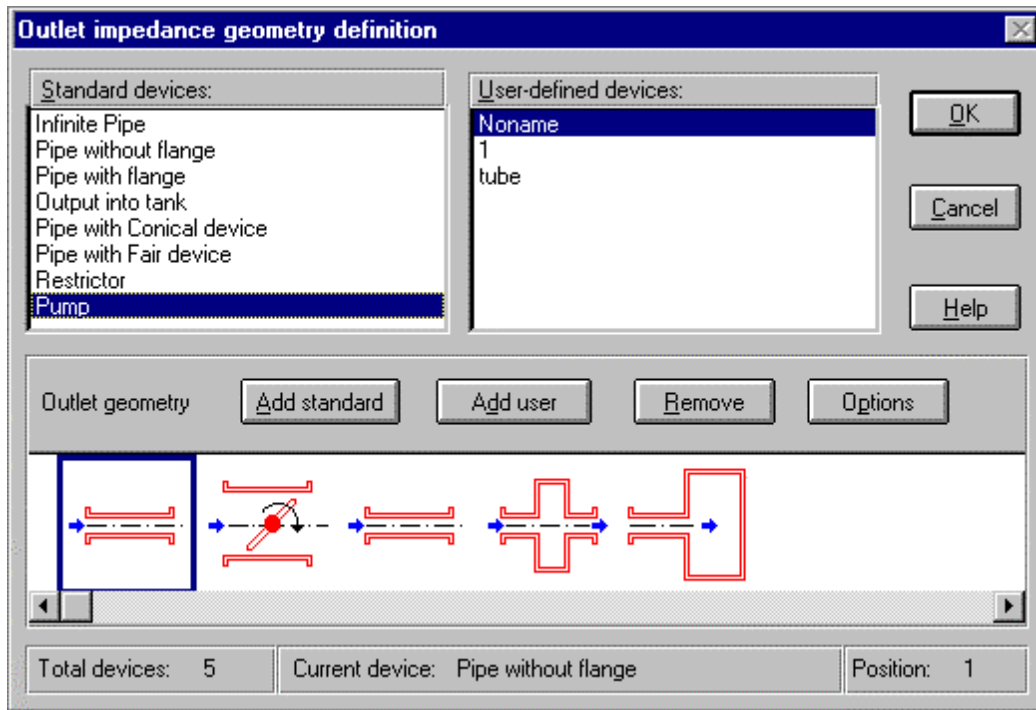 Outlet impedance geometry definition
Standard devices:
Infinite Pipe
Pipe without flange
Pipe with flange
Output into tank
Pipe with Conical device
Pipe with Fair device
Restrictor
Pump
User-defined devices:
Noname
1
tube
OK
Cancel
Help
Outlet geometry
Add standard
Add user
Remove
Options
Total devices: 5
Current device: Pipe without flange
Position: 1